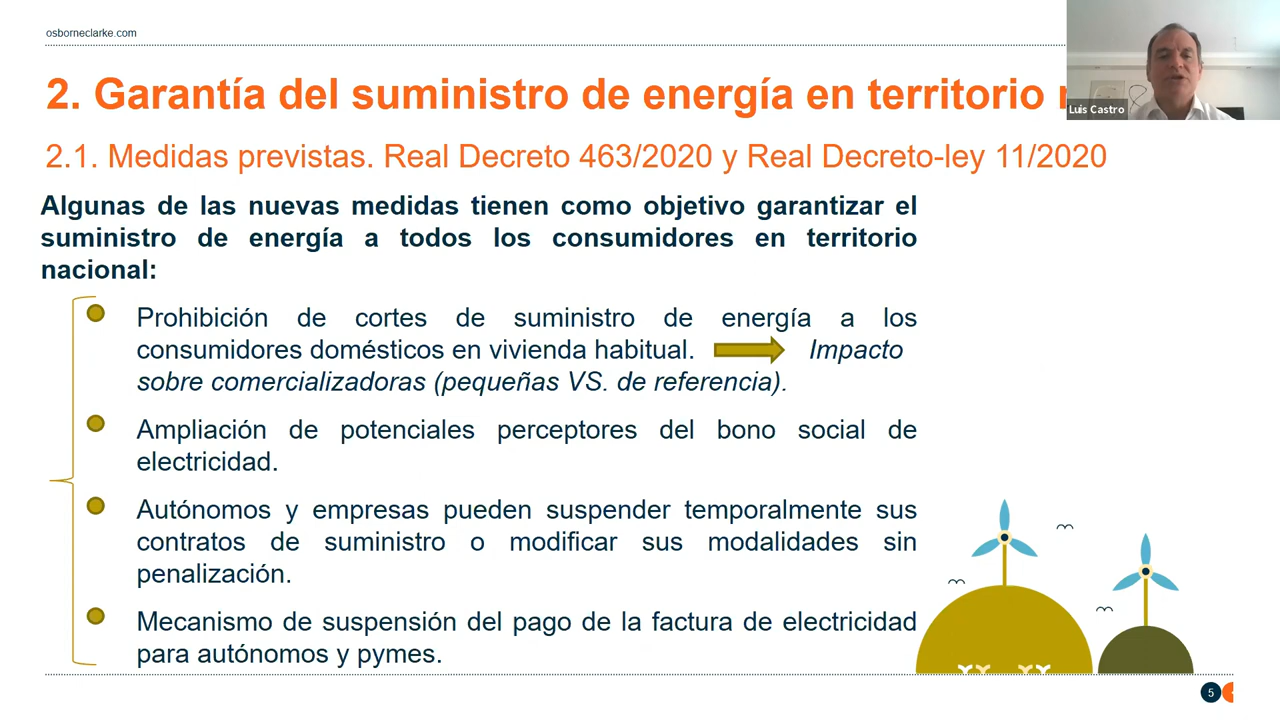 osborneclarke.com
2. Garantía del suministro de energía en territorio
Luis Castro
2.1. Medidas previstas. Real Decreto 463/2020 y Real Decreto-ley 11/2020
Algunas de las nuevas medidas tienen como objetivo garantizar el
suministro de energía a todos los consumidores en territorio
nacional:
Prohibición de cortes de suministro de energía a los
consumidores domésticos en vivienda habitual. Impacto
sobre comercializadoras (pequeñas VS. de referencia).
Ampliación de potenciales perceptores del bono social de
electricidad.
Autónomos y empresas pueden suspender temporalmente sus
contratos de suministro o modificar sus modalidades sin
penalización.
Mecanismo de suspensión del pago de la factura de electricidad
para autónomos y pymes.
5